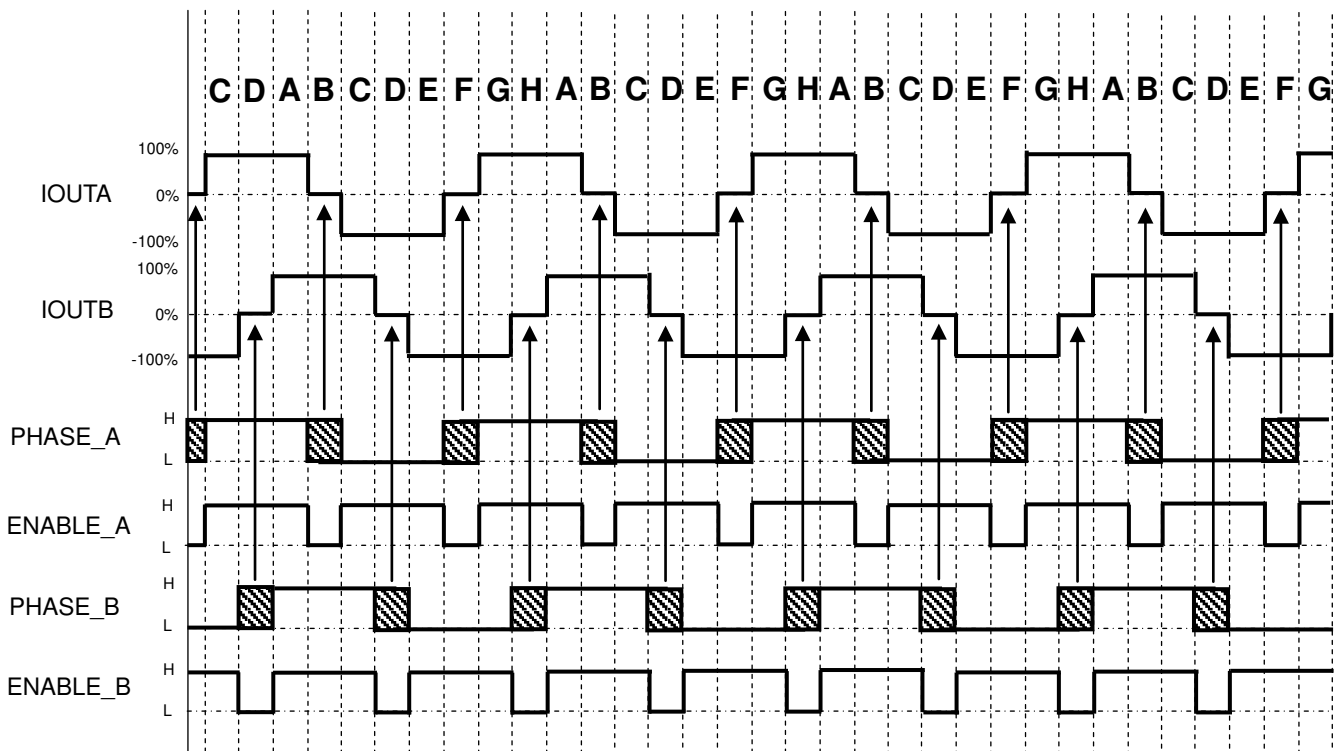 C D A B C D E F G H A B C D E F G H A B C D E F G H A B C D E F G
100%
IOUTA
0%
-100%
100%
IOUTB
0%
-100%
H
PHASE_A
L
H
ENABLE_A
L
H
PHASE_B
L
H
ENABLE_B
L